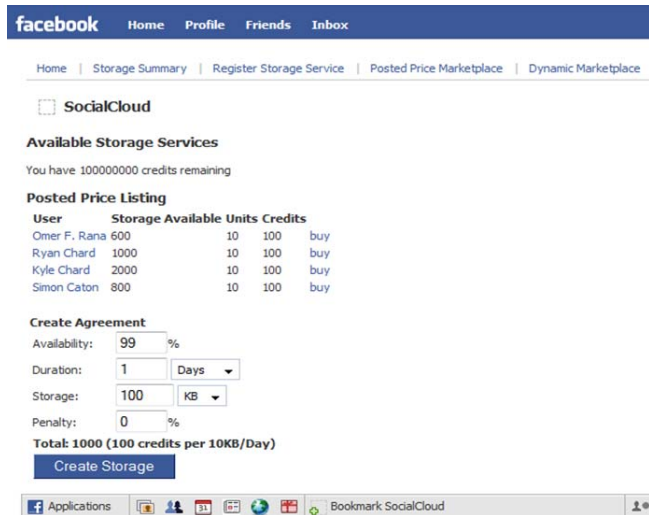 facebook Home Profile Friends Inbox
Home | Storage Summary | Register Storage Service | Posted Price Marketplace | Dynamic Marketplace
SocialCloud
Available Storage Services
You have 100000000 credits remaining
Posted Price Listing
User Storage Available Units Credits
Omer F. Rana 600 10 100 buy
Ryan Chard 1000 10 100 buy
Kyle Chard 2000 10 100 buy
Simon Caton 800 10 100 buy
Create Agreement
Availability: 99 %
Duration: 1 Days
Storage: 100 KB
Penalty: 0 %
Total: 1000 (100 credits per 10KB/Day)
Create Storage
Applications 31 Bookmark SocialCloud